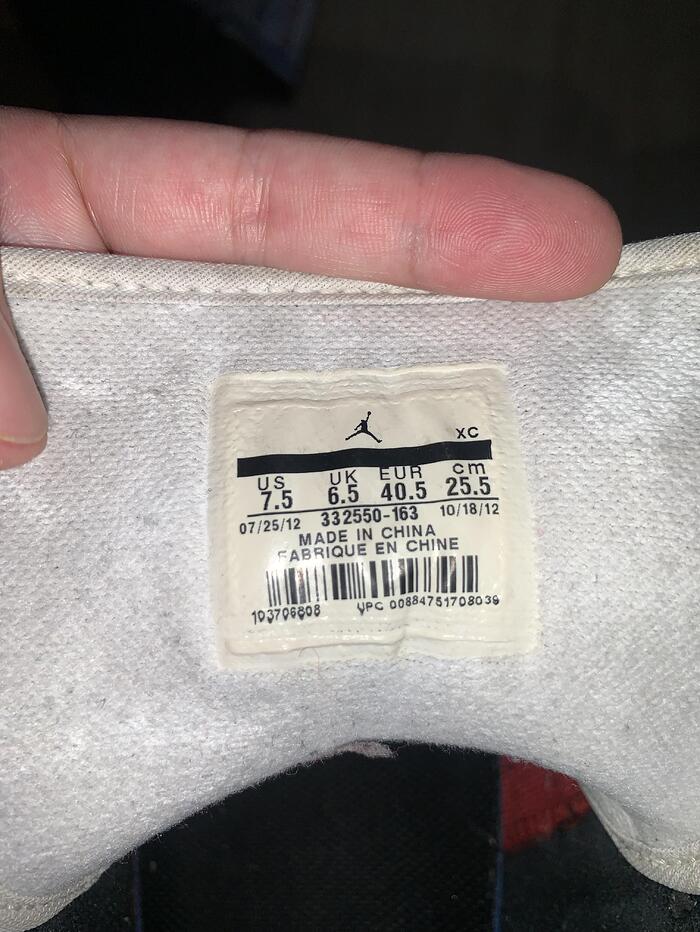 XC
US UK EUR cm
7.5 6.5 40.5 25.5
07/25/12 332550-163 10/18/12
MADE IN CHINA
FABRIQUE EN CHINE
103706808 UPC 00884751708039